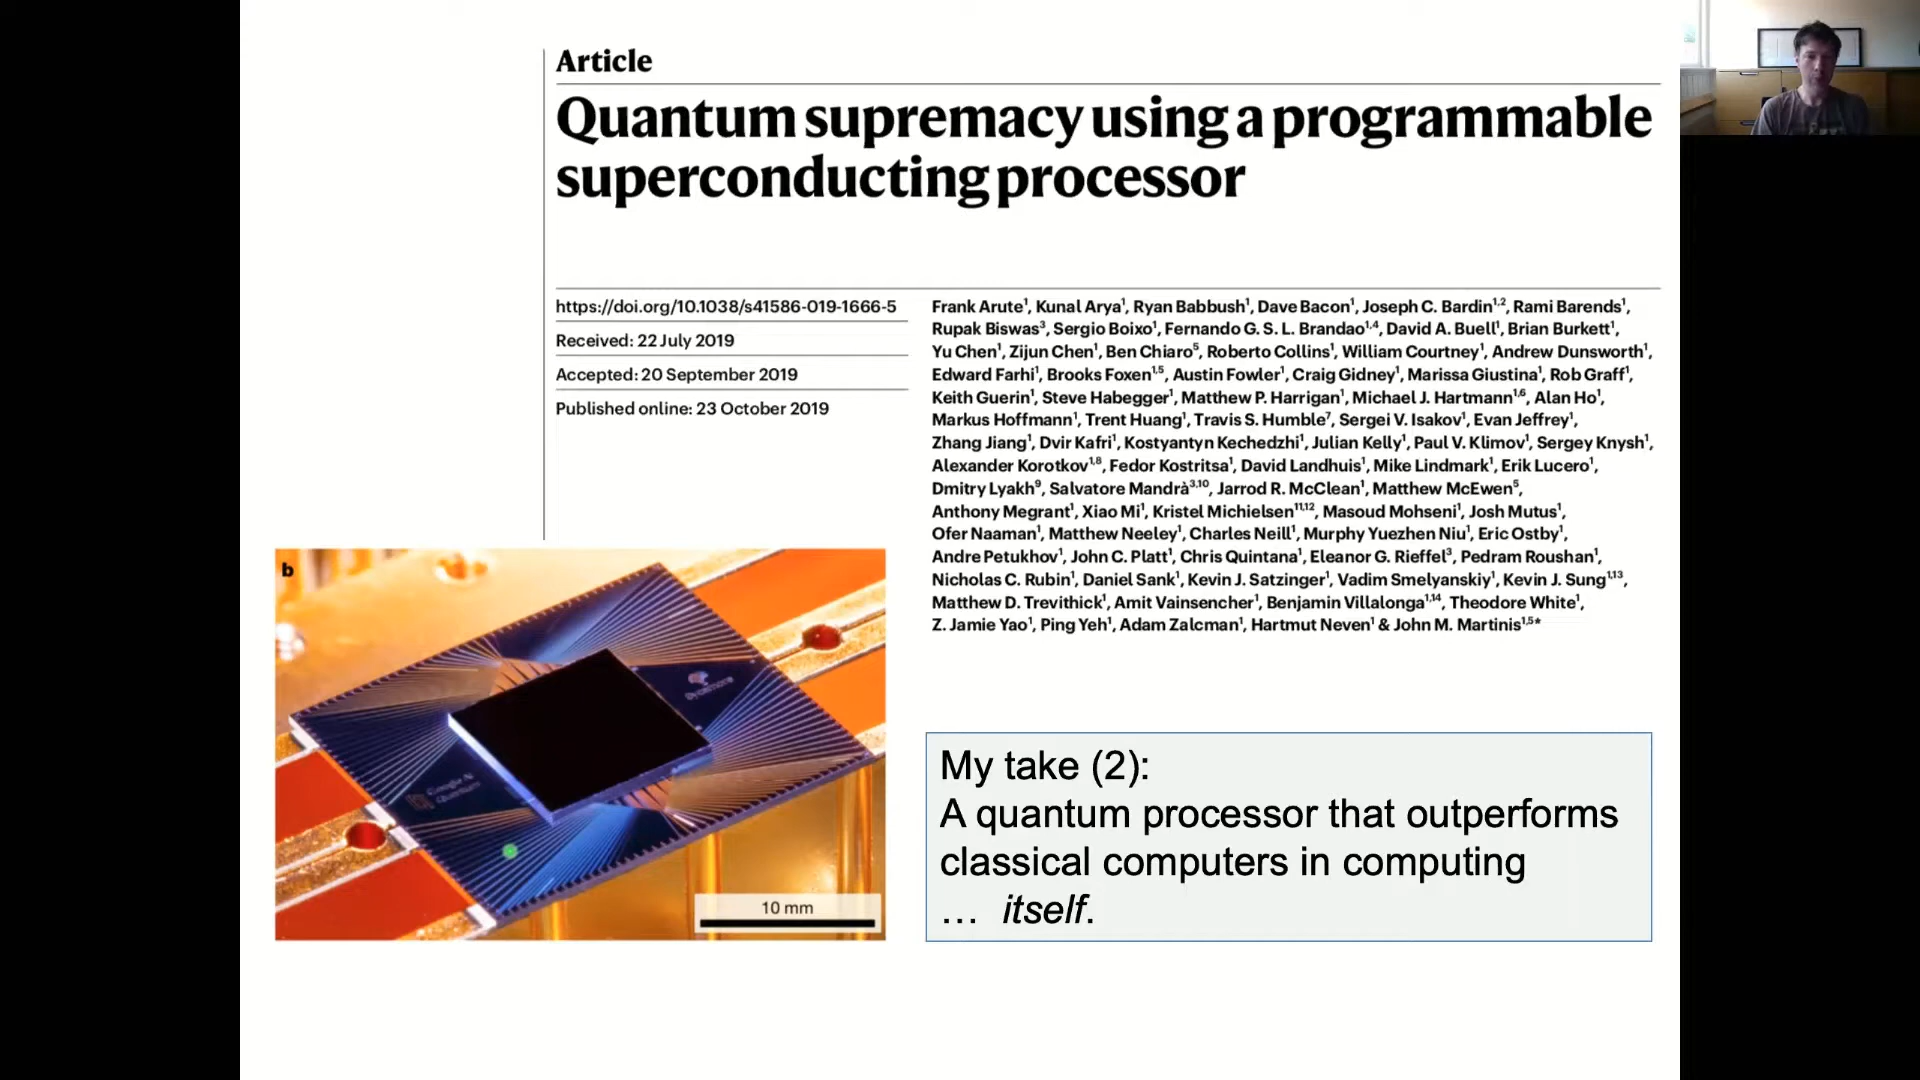 Article
Quantum supremacy using a programmable
superconducting processor
https://doi.org/10.1038/s41586-019-1666-5
Received: 22 July 2019
Accepted: 20 September 2019
Published online: 23 October 2019
Frank Arute¹, Kunal Arya¹, Ryan Babbush¹, Dave Bacon¹, Joseph C. Bardin¹,², Rami Barends¹,
Rupak Biswas³, Sergio Boixo¹, Fernando G. S. L. Brandao¹,⁴, David A. Buell¹, Brian Burkett¹,
Yu Chen¹, Zijun Chen¹, Ben Chiaro⁵, Roberto Collins¹, William Courtney¹, Andrew Dunsworth¹,
Edward Farhi¹, Brooks Foxen¹,⁵, Austin Fowler¹, Craig Gidney¹, Marissa Giustina¹, Rob Graff¹,
Keith Guerin¹, Steve Habegger¹, Matthew P. Harrigan¹, Michael J. Hartmann¹,⁶, Alan Ho¹,
Markus Hoffmann¹, Trent Huang¹, Travis S. Humble⁷, Sergei V. Isakov¹, Evan Jeffrey¹,
Zhang Jiang¹, Dvir Kafri¹, Kostyantyn Kechedzhi¹, Julian Kelly¹, Paul V. Klimov¹, Sergey Knysh¹,
Alexander Korotkov¹,⁸, Fedor Kostritsa¹, David Landhuis¹, Mike Lindmark¹, Erik Lucero¹,
Dmitry Lyakh⁹, Salvatore Mandrà³,¹⁰, Jarrod R. McClean¹, Matthew McEwen⁵,
Anthony Megrant¹, Xiao Mi¹, Kristel Michielsen¹¹,¹², Masoud Mohseni¹, Josh Mutus¹,
Ofer Naaman¹, Matthew Neeley¹, Charles Neill¹, Murphy Yuezhen Niu¹, Eric Ostby¹,
Andre Petukhov¹, John C. Platt¹, Chris Quintana¹, Eleanor G. Rieffel³, Pedram Roushan¹,
Nicholas C. Rubin¹, Daniel Sank¹, Kevin J. Satzinger¹, Vadim Smelyanskiy¹, Kevin J. Sung¹,¹³,
Matthew D. Trevithick¹, Amit Vainsencher¹, Benjamin Villalonga¹,¹⁴, Theodore White¹,
Z. Jamie Yao¹, Ping Yeh¹, Adam Zalcman¹, Hartmut Neven¹ & John M. Martinis¹,⁵*
b
Sycamore
Google AI
Quantum
10 mm
My take (2):
A quantum processor that outperforms
classical computers in computing
… itself.